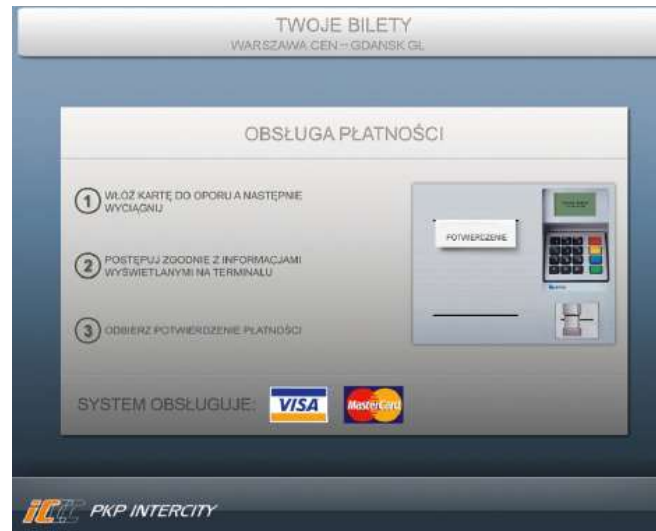 TWOJE BILETY
WARSZAWA CEN – GDANSK GL
OBSŁUGA PŁATNOŚCI
1 WŁÓŻ KARTĘ DO OPORU A NASTĘPNIE
WYCIĄGNIJ
2 POSTĘPUJ ZGODNIE Z INFORMACJAMI
WYŚWIETLANYMI NA TERMINALU
3 ODBIERZ POTWIERDZENIE PŁATNOŚCI
POTWIERDZENIE
SYSTEM OBSŁUGUJE: VISA MasterCard
iC PKP INTERCITY